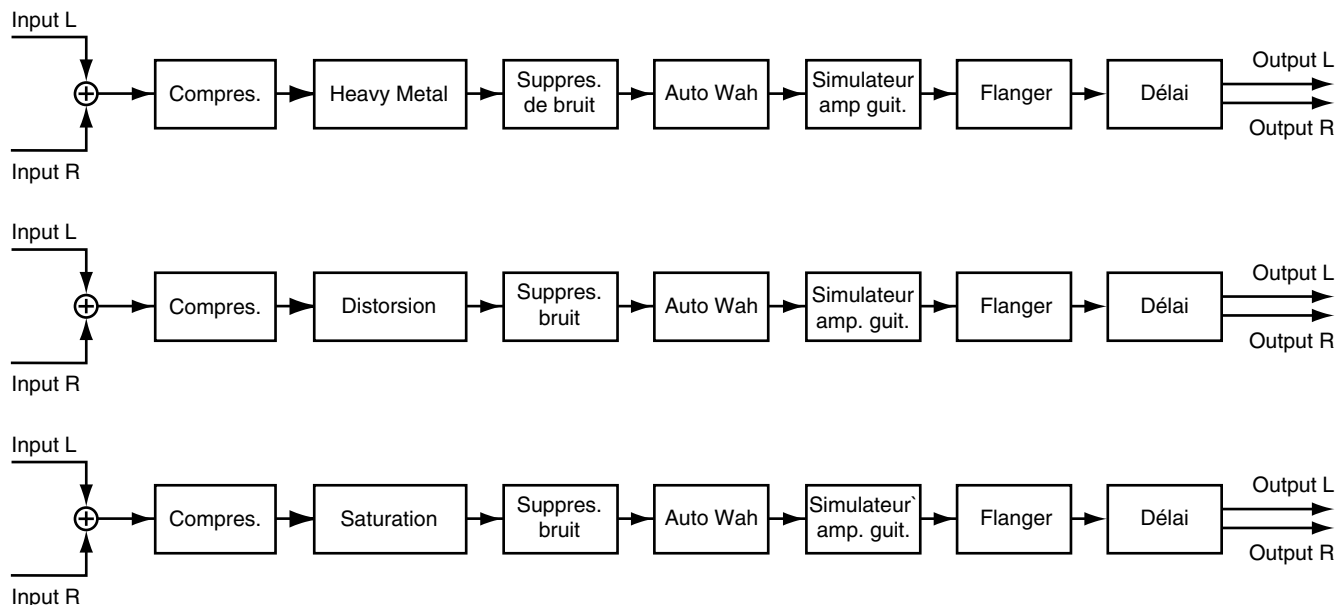 Input L
Compres.
Heavy Metal
Suppres.
de bruit
Auto Wah
Simulateur
amp guit.
Flanger
Délai
Output L
Output R
Input R
Input L
Compres.
Distorsion
Suppres.
bruit
Auto Wah
Simulateur
amp. guit.
Flanger
Délai
Output L
Output R
Input R
Input L
Compres.
Saturation
Suppres.
bruit
Auto Wah
Simulateur`
amp. guit.
Flanger
Délai
Output L
Output R
Input R